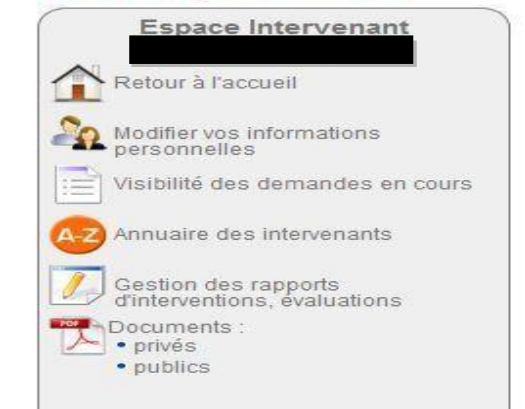 Espace Intervenant
Retour à l'accueil
Modifier vos informations
personnelles
Visibilité des demandes en cours
A-Z
Annuaire des intervenants
Gestion des rapports
d'interventions, évaluations
PDF
Documents :
• privés
• publics